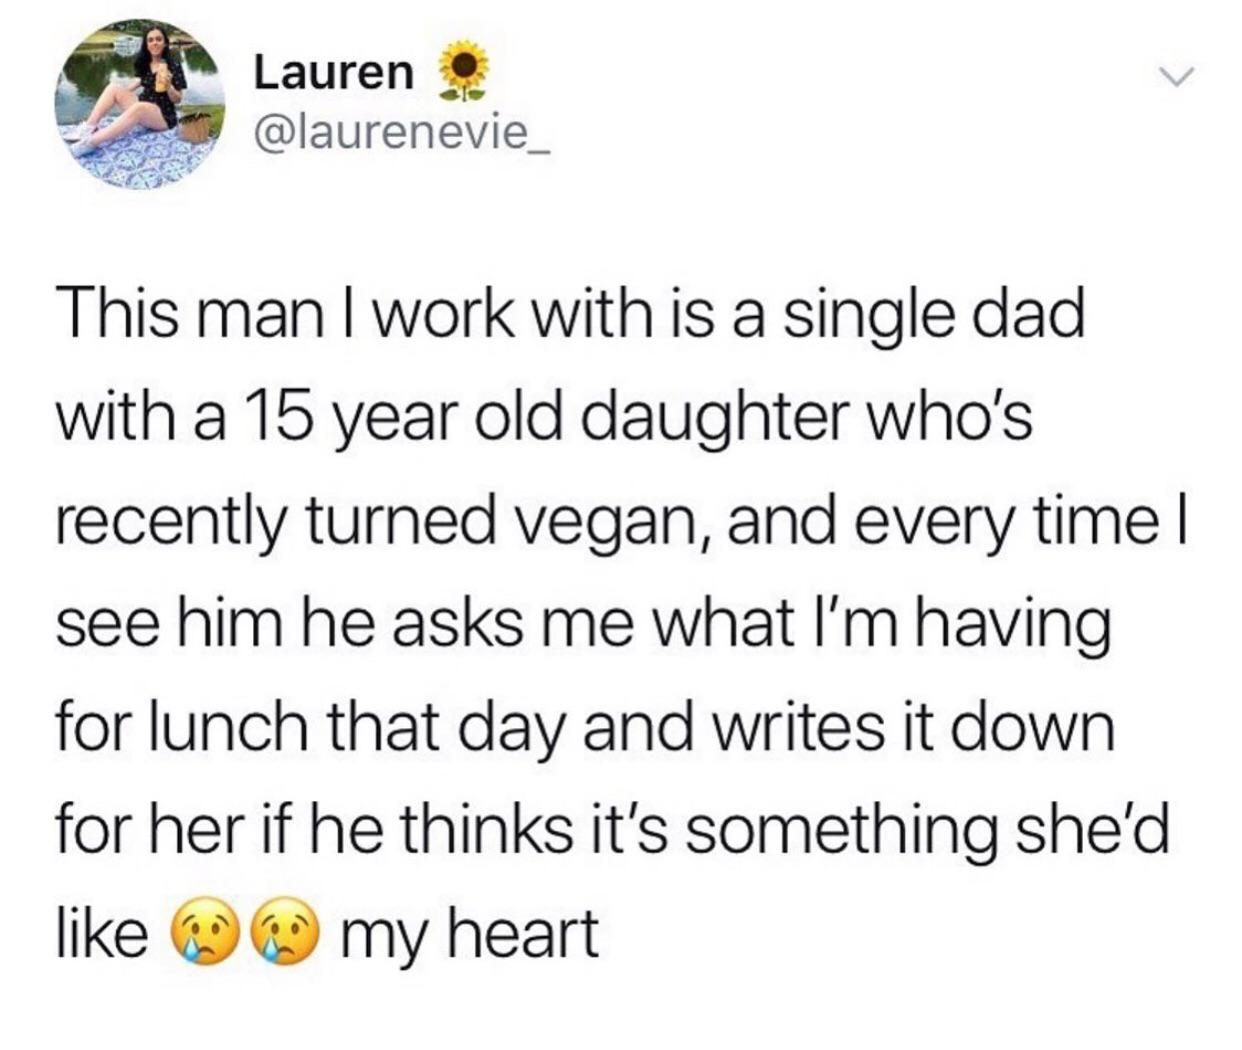 Lauren 🌻
@laurenevie_
This man I work with is a single dad
with a 15 year old daughter who's
recently turned vegan, and every time I
see him he asks me what I'm having
for lunch that day and writes it down
for her if he thinks it's something she'd
like 😢😢 my heart